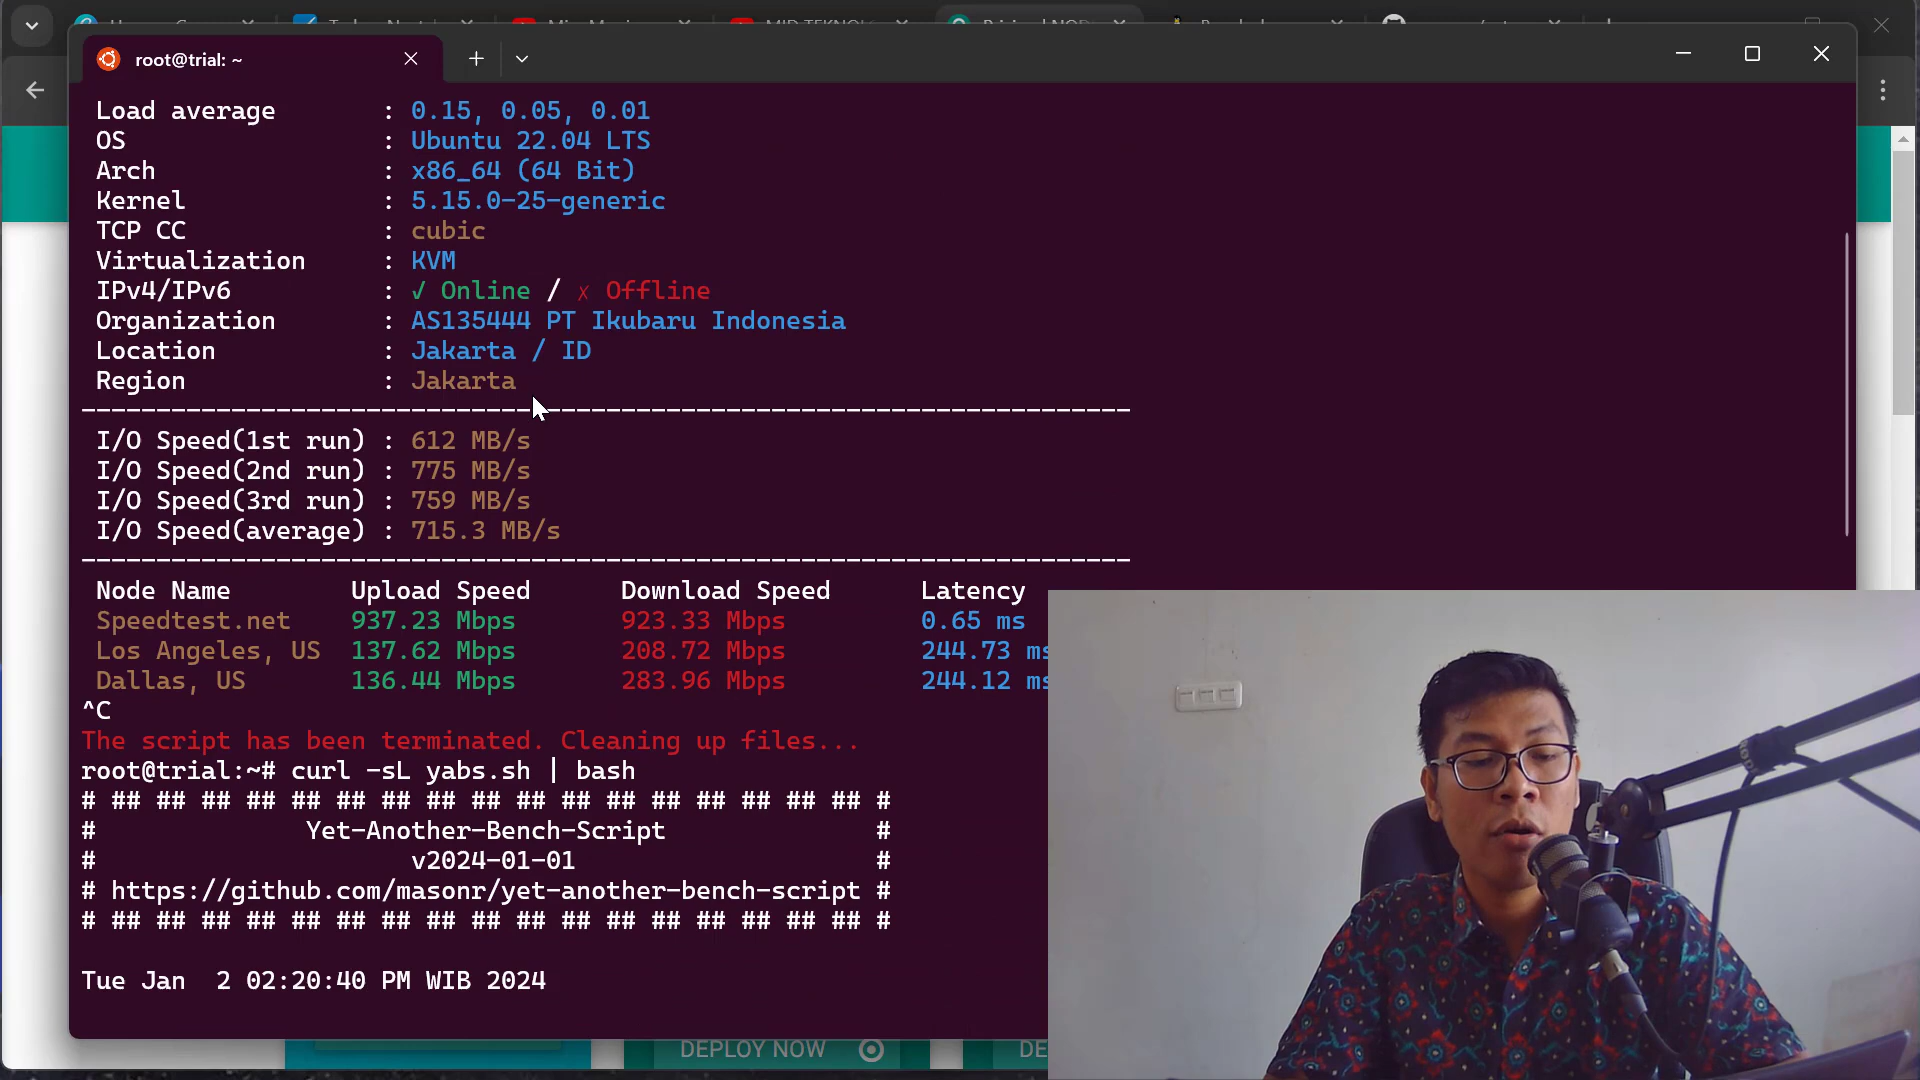 root@trial: ~
Load average : 0.15, 0.05, 0.01
OS : Ubuntu 22.04 LTS
Arch : x86_64 (64 Bit)
Kernel : 5.15.0-25-generic
TCP CC : cubic
Virtualization : KVM
IPv4/IPv6 : ✓ Online / ✗ Offline
Organization : AS135444 PT Ikubaru Indonesia
Location : Jakarta / ID
Region : Jakarta
----------------------------------------------------------------------
I/O Speed(1st run) : 612 MB/s
I/O Speed(2nd run) : 775 MB/s
I/O Speed(3rd run) : 759 MB/s
I/O Speed(average) : 715.3 MB/s
----------------------------------------------------------------------
Node Name Upload Speed Download Speed Latency
Speedtest.net 937.23 Mbps 923.33 Mbps 0.65 ms
Los Angeles, US 137.62 Mbps 208.72 Mbps 244.73 ms
Dallas, US 136.44 Mbps 283.96 Mbps 244.12 ms
^C
The script has been terminated. Cleaning up files...
root@trial:~# curl -sL yabs.sh | bash
# ## ## ## ## ## ## ## ## ## ## ## ## ## ## ## ## ## #
# Yet-Another-Bench-Script #
# v2024-01-01 #
# https://github.com/masonr/yet-another-bench-script #
# ## ## ## ## ## ## ## ## ## ## ## ## ## ## ## ## ## #
Tue Jan 2 02:20:40 PM WIB 2024
DEPLOY NOW
DE